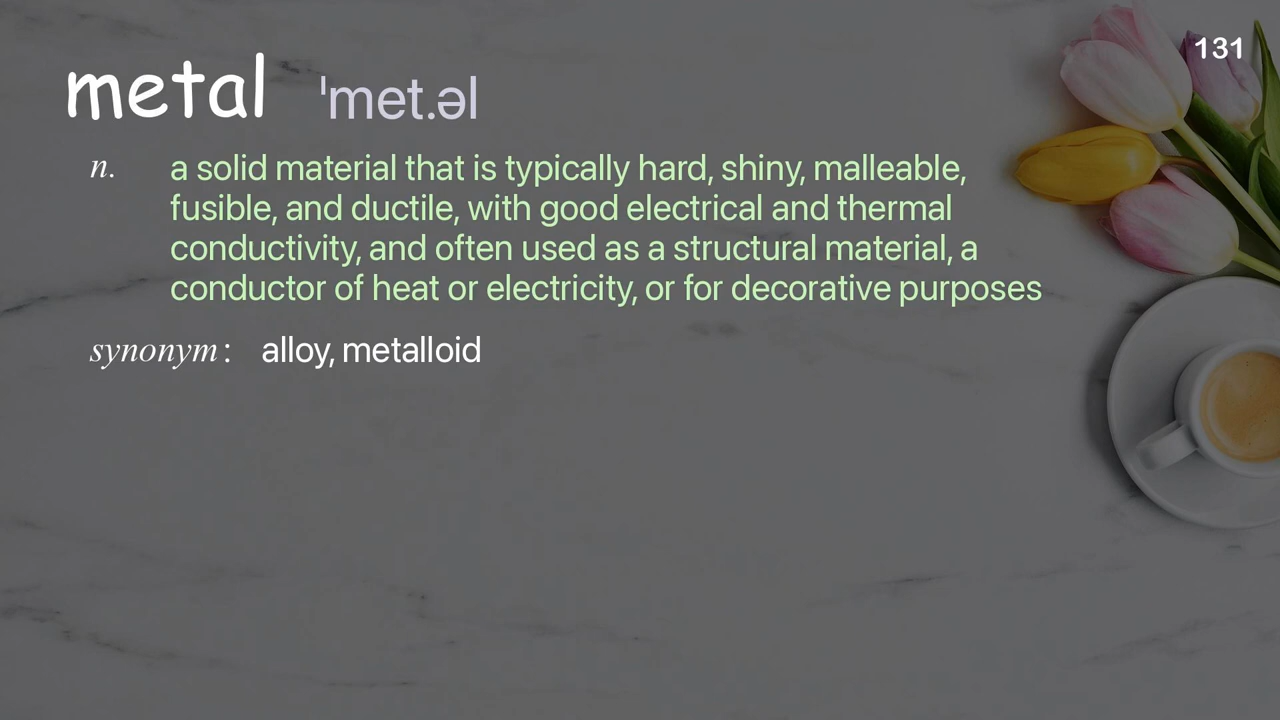 131
metal ˈmet.əl
n. a solid material that is typically hard, shiny, malleable,
fusible, and ductile, with good electrical and thermal
conductivity, and often used as a structural material, a
conductor of heat or electricity, or for decorative purposes
synonym: alloy, metalloid